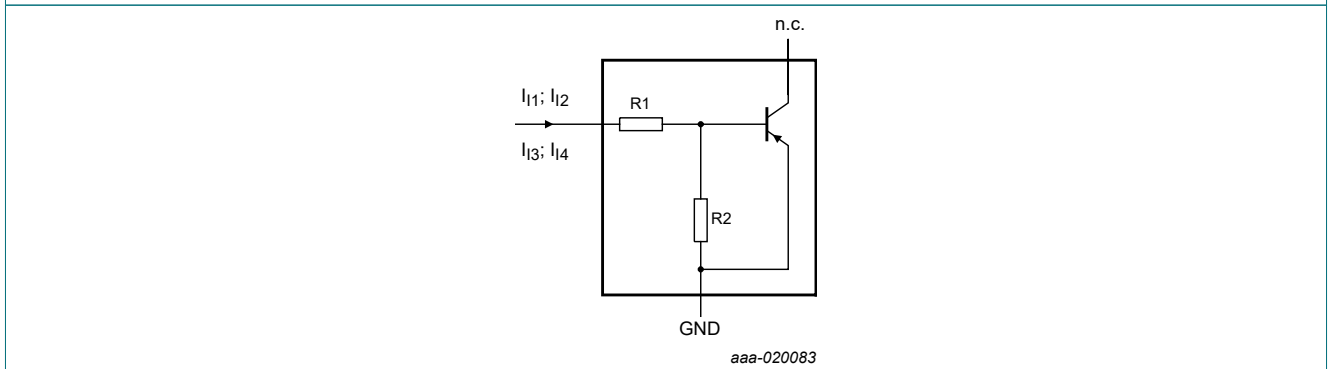 n.c.
I_I1; I_I2
R1
I_I3; I_I4
R2
GND
aaa-020083